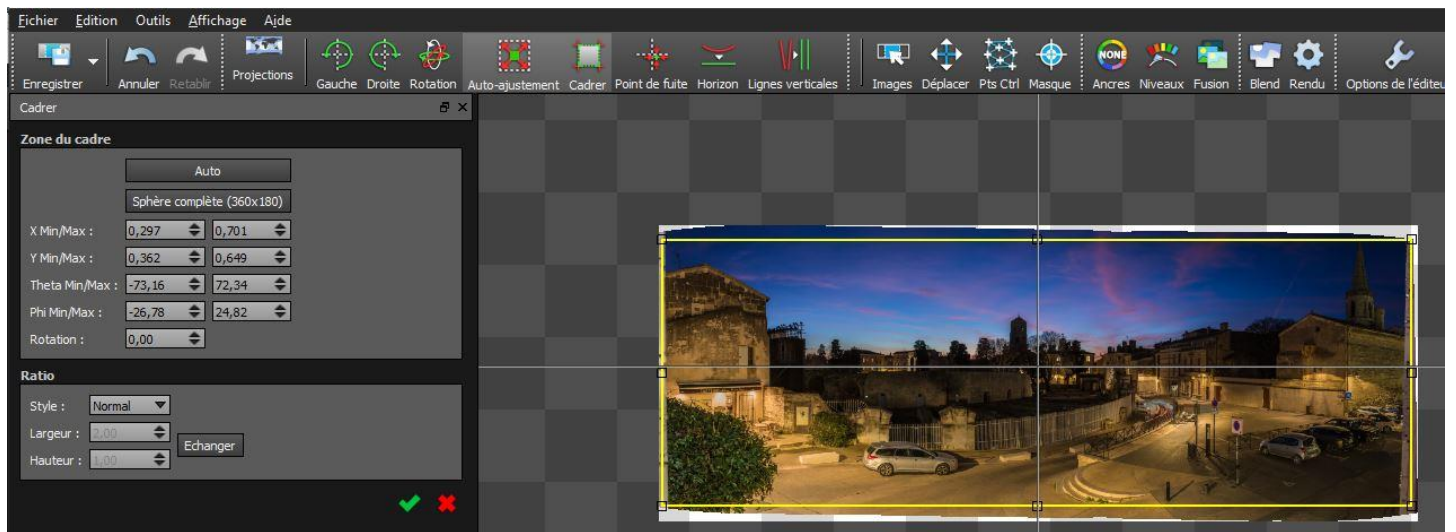 Fichier Edition Outils Affichage Aide
Enregistrer Annuler Retablir Projections Gauche Droite Rotation Auto-ajustement Cadrer Point de fuite Horizon Lignes verticales Images Déplacer Pts Ctrl Masque NONE Ancres Niveaux Fusion Blend Rendu Options de l'éditeu
Cadrer
Zone du cadre
Auto
Sphère complète (360x180)
X Min/Max : 0,297 0,701
Y Min/Max : 0,362 0,649
Theta Min/Max : -73,16 72,34
Phi Min/Max : -26,78 24,82
Rotation : 0,00
Ratio
Style : Normal
Largeur : 2,00
Echanger
Hauteur : 1,00